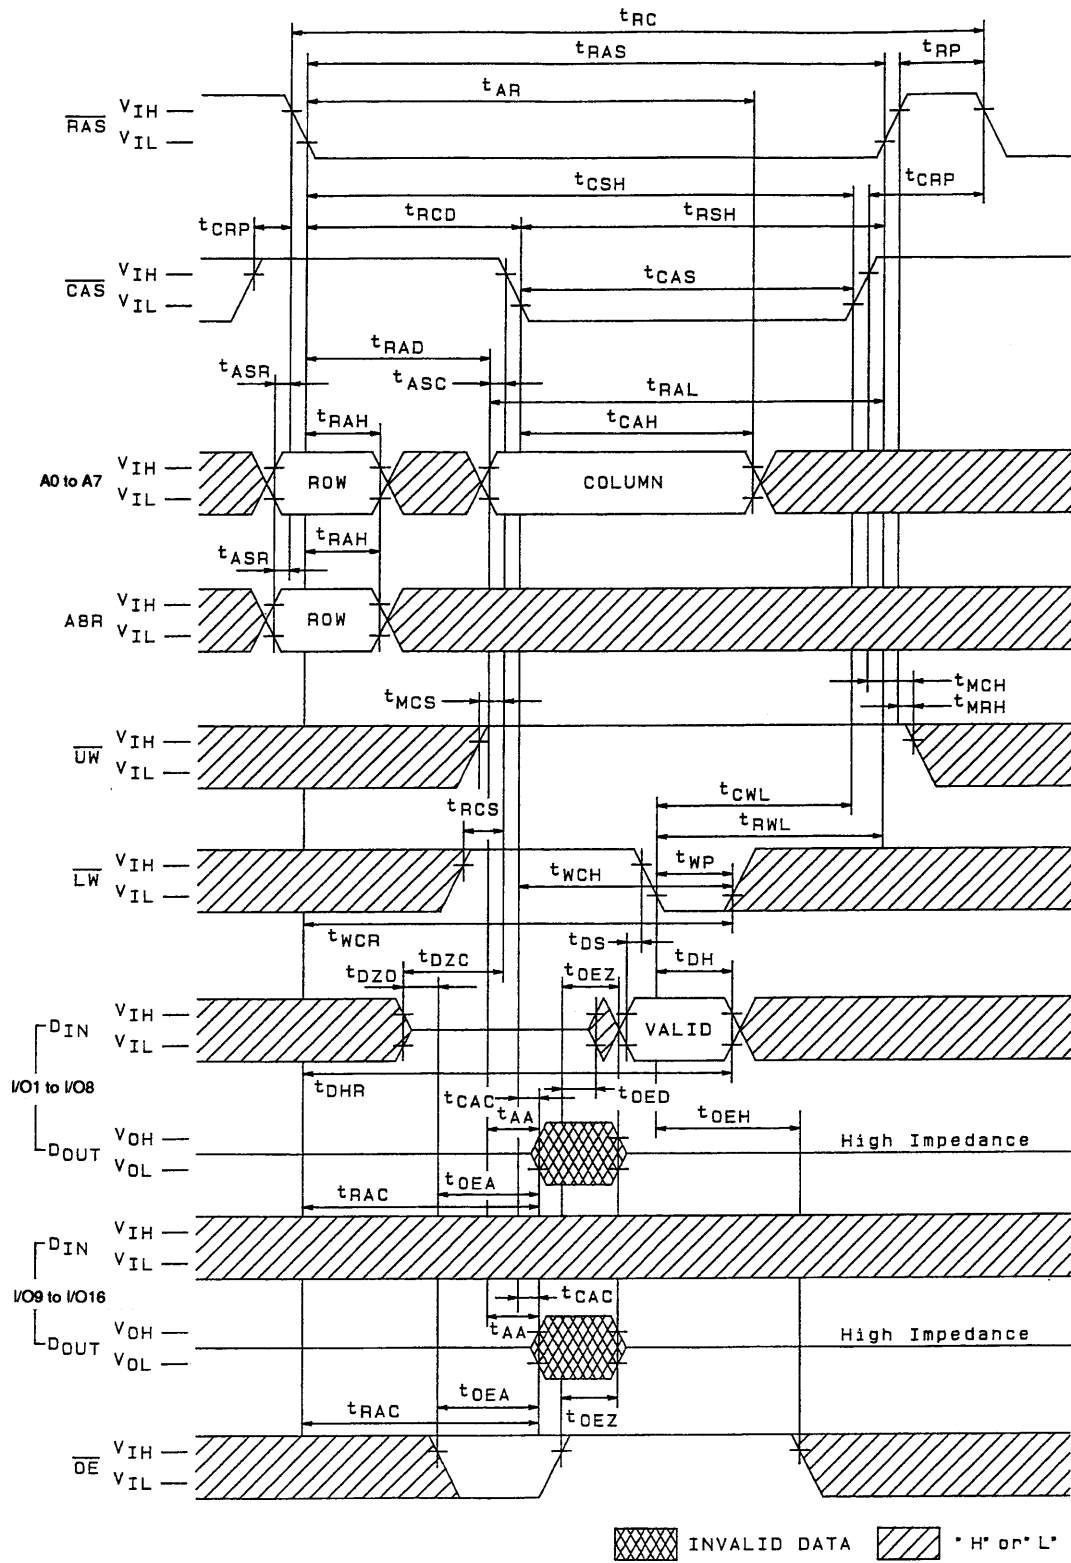 tRC
tRAS
tRP
tAR
RAS
VIH
VIL
tCSH
tCRP
tRCD
tRSH
tCRP
CAS
VIH
VIL
tCAS
tRAD
tASR
tASC
tRAL
tRAH
tCAH
A0 to A7
VIH
VIL
ROW
COLUMN
tASR
tRAH
A8R
VIH
VIL
ROW
tMCS
tMCH
tMRH
UW
VIH
VIL
tRCS
tCWL
tRWL
LW
VIH
VIL
tWCH
tWP
tWCR
tDS
tDZC
tDZO
tOEZ
tDH
DIN
VIH
VIL
VALID
I/O1 to I/O8
tDHR
tCAC
tOED
tAA
tOEH
DOUT
VOH
VOL
High Impedance
tOEA
tRAC
DIN
VIH
VIL
I/O9 to I/O16
tCAC
tAA
DOUT
VOH
VOL
High Impedance
tOEA
tRAC
tOEZ
OE
VIH
VIL
INVALID DATA
"H" or "L"